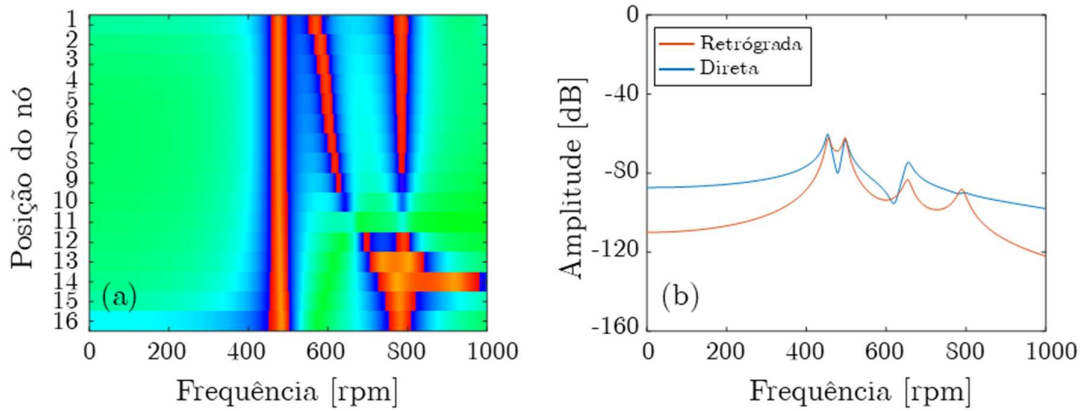 Posição do nó
1
2
3
4
5
6
7
8
9
10
11
12
13
14
15
16
(a)
0 200 400 600 800 1000
Frequência [rpm]
Amplitude [dB]
0
-40
-80
-120
-160
Retrógrada
Direta
(b)
0 200 400 600 800 1000
Frequência [rpm]